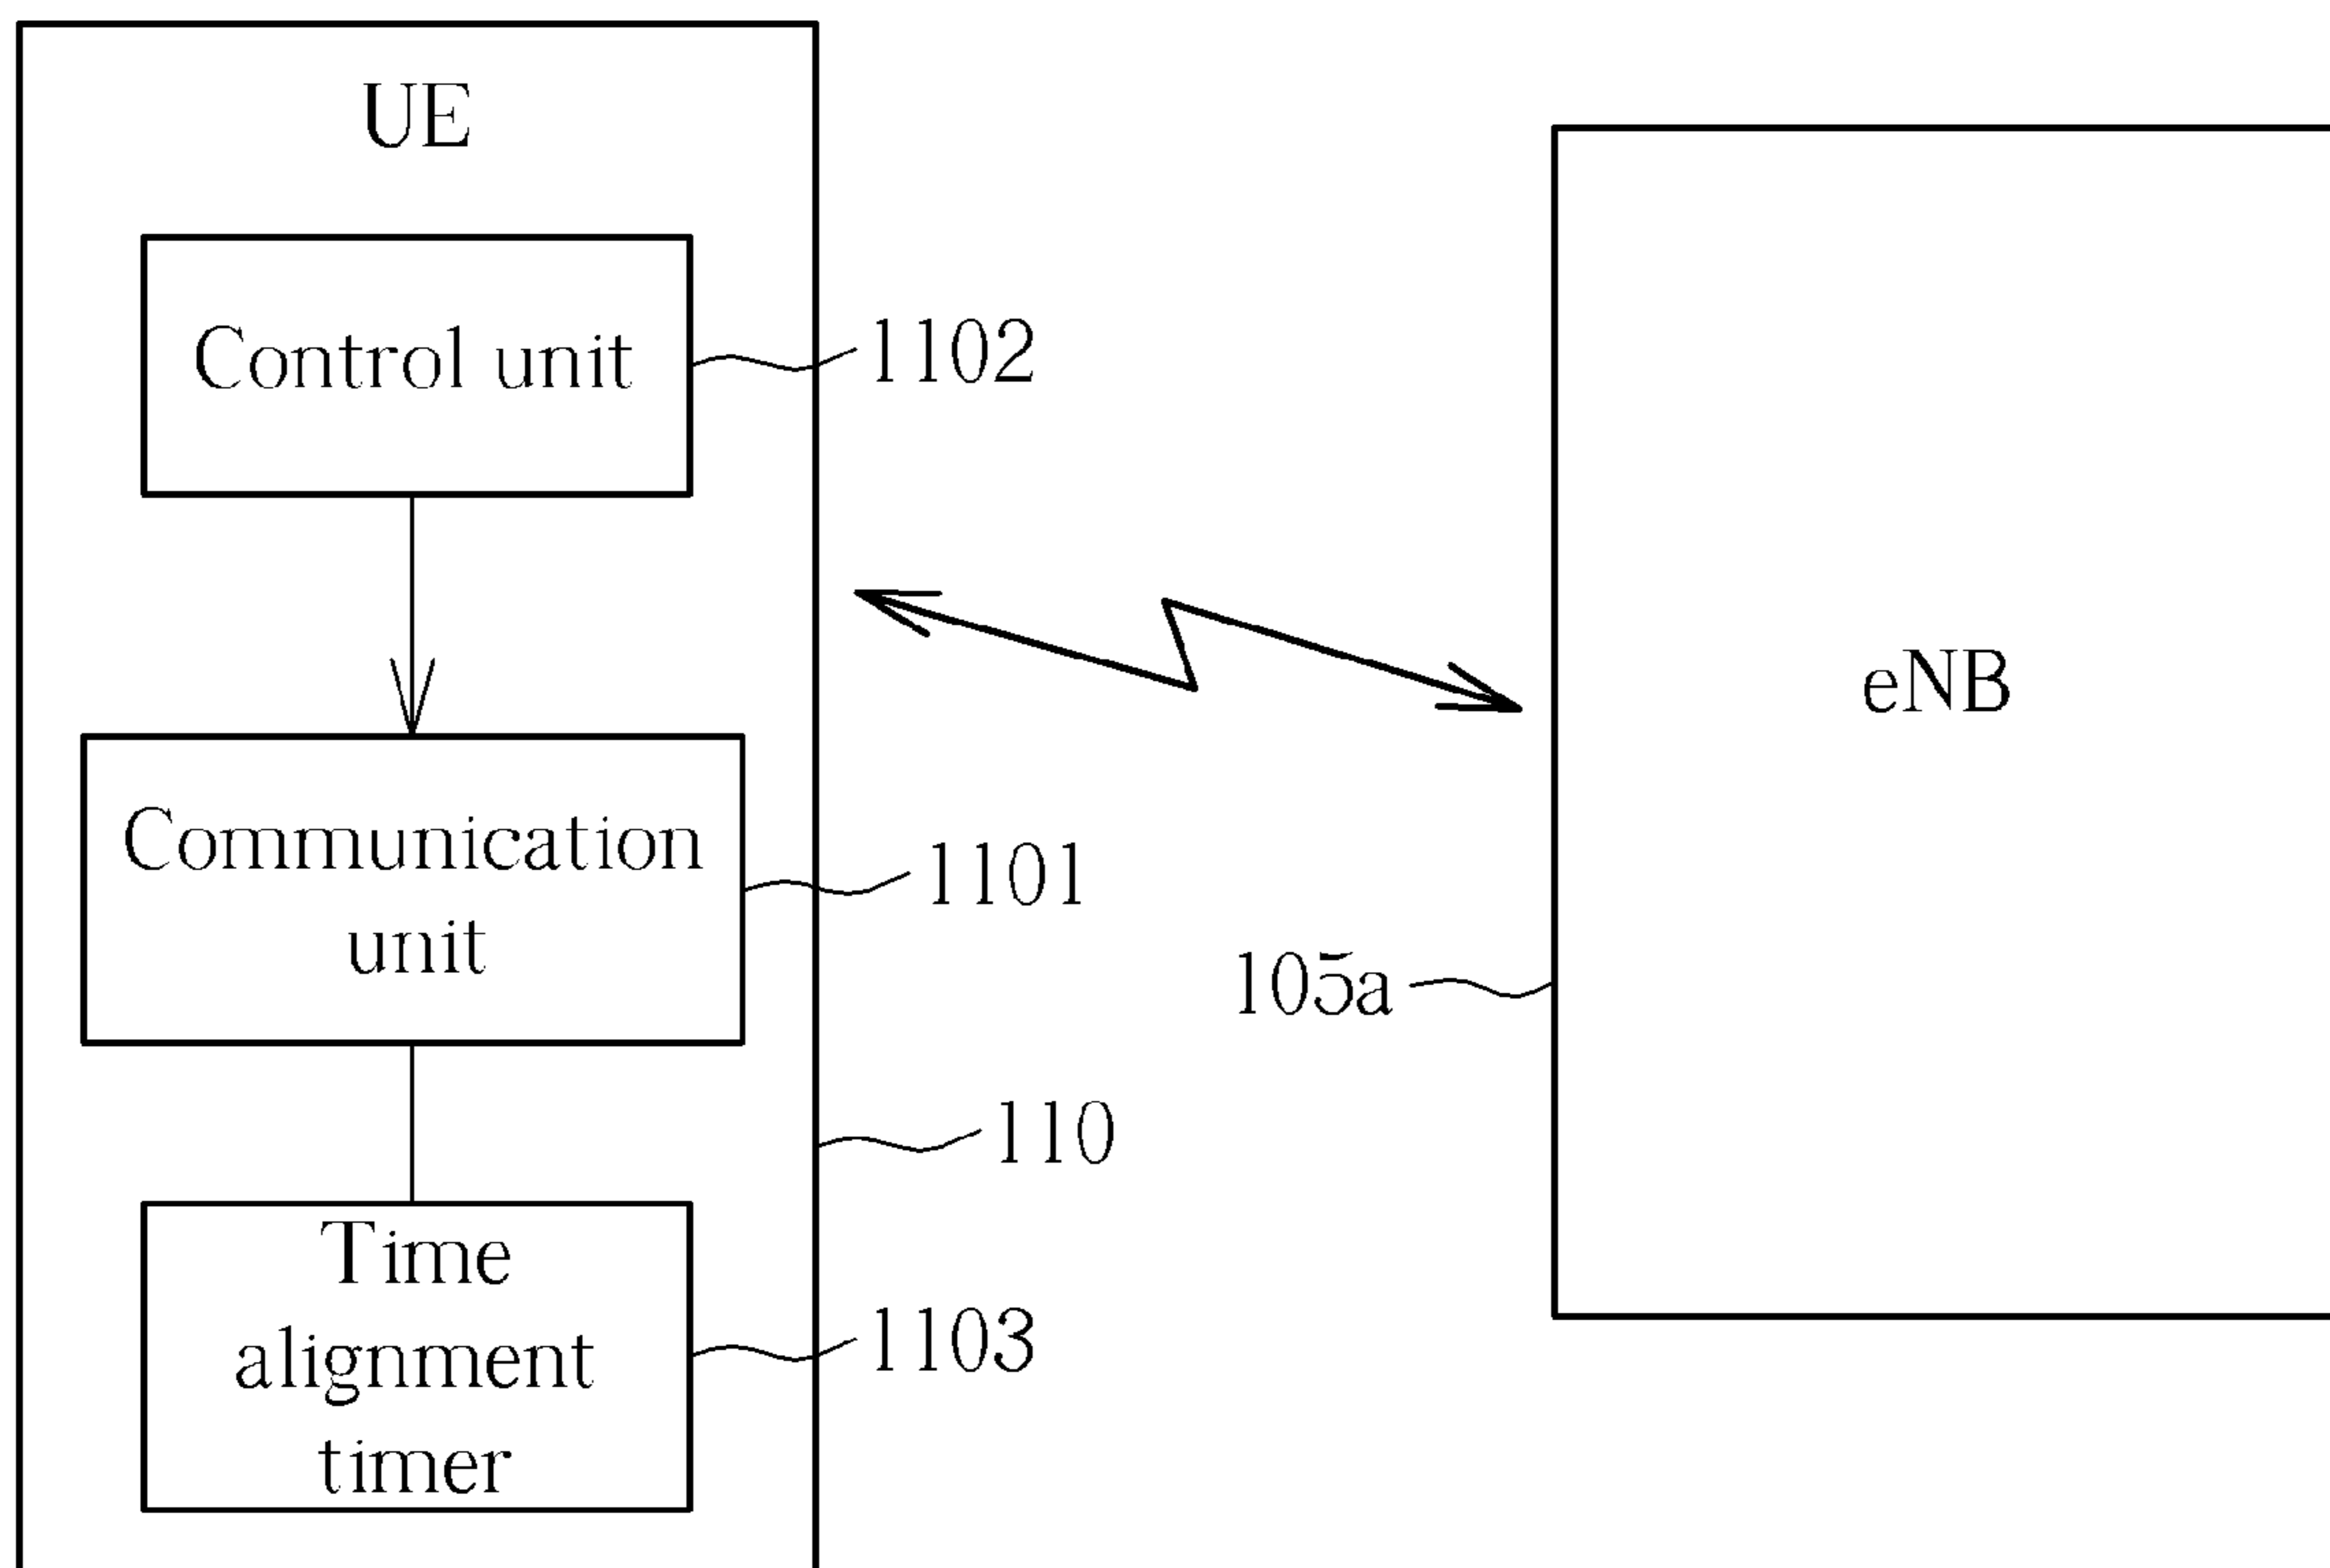 UE
Control unit
1102
Communication
unit
1101
eNB
105a
110
Time
alignment
timer
1103